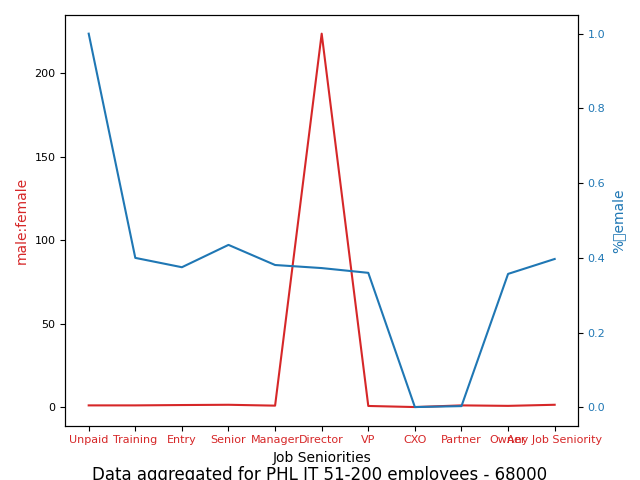 200
150
100
50
0
male:female
1.0
0.8
0.6
0.4
0.2
0.0
%▯emale
Unpaid Training Entry Senior Manager Director VP CXO Partner Owner Any Job Seniority
Job Seniorities
Data aggregated for PHL IT 51-200 employees - 68000